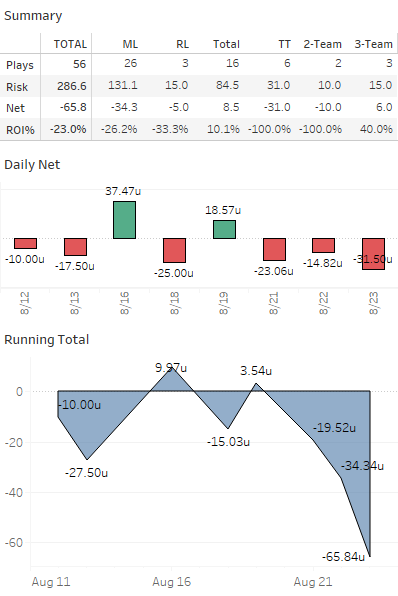 Summary
TOTAL ML RL Total TT 2-Team 3-Team
Plays 56 26 3 16 6 2 3
Risk 286.6 131.1 15.0 84.5 31.0 10.0 15.0
Net -65.8 -34.3 -5.0 8.5 -31.0 -10.0 6.0
ROI% -23.0% -26.2% -33.3% 10.1% -100.0% -100.0% 40.0%
Daily Net
37.47u
18.57u
-10.00u
-17.50u
-25.00u
-23.06u
-14.82u
-31.50u
8/12
8/13
8/16
8/18
8/19
8/21
8/22
8/23
Running Total
9.97u
3.54u
0
-10.00u
-15.03u
-19.52u
-20
-27.50u
-34.34u
-40
-60
-65.84u
Aug 11 Aug 16 Aug 21